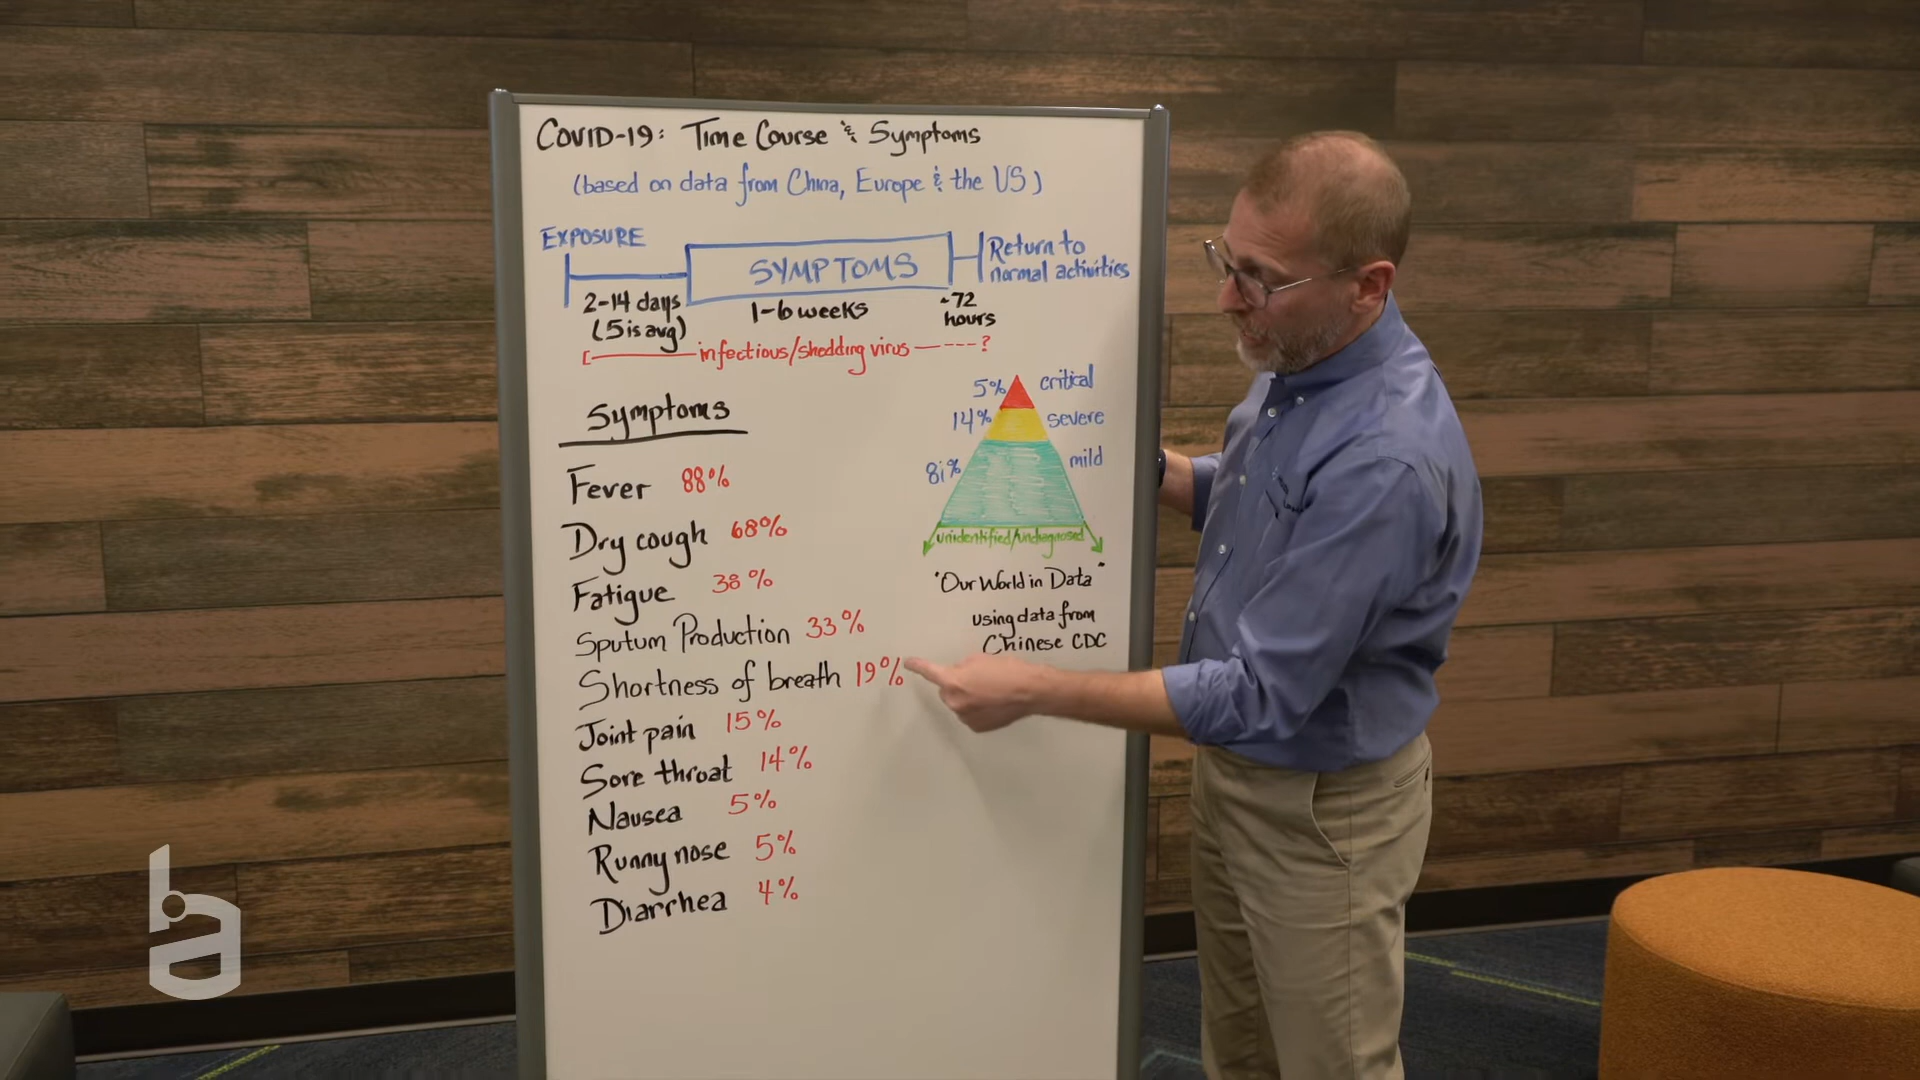 COVID-19: Time Course & Symptoms
(based on data from China, Europe & the US)
EXPOSURE
SYMPTOMS
Return to
normal activities
2-14 days
(5 is avg)
1-6 weeks
~72
hours
[—— infectious/shedding virus —---?
Symptoms
Fever 88%
Dry cough 68%
Fatigue 38%
Sputum Production 33%
Shortness of breath 19%
Joint pain 15%
Sore throat 14%
Nausea 5%
Runny nose 5%
Diarrhea 4%
5% critical
14% severe
81% mild
unidentified/undiagnosed
"Our World in Data"
using data from
Chinese CDC
ba